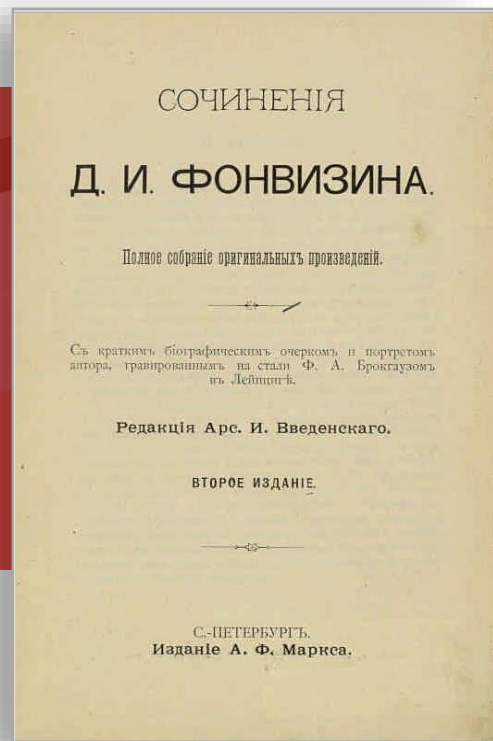 СОЧИНЕНІЯ
Д. И. ФОНВИЗИНА.
Полное собраніе оригинальныхъ произведеній.
Съ краткимъ біографическимъ очеркомъ и портретомъ
автора, гравированнымъ на стали Ф. А. Брокгаузомъ
въ Лейпцигѣ.
Редакція Арс. И. Введенскаго.
ВТОРОЕ ИЗДАНІЕ.
С.-ПЕТЕРБУРГЪ.
Изданіе А. Ф. Маркса.